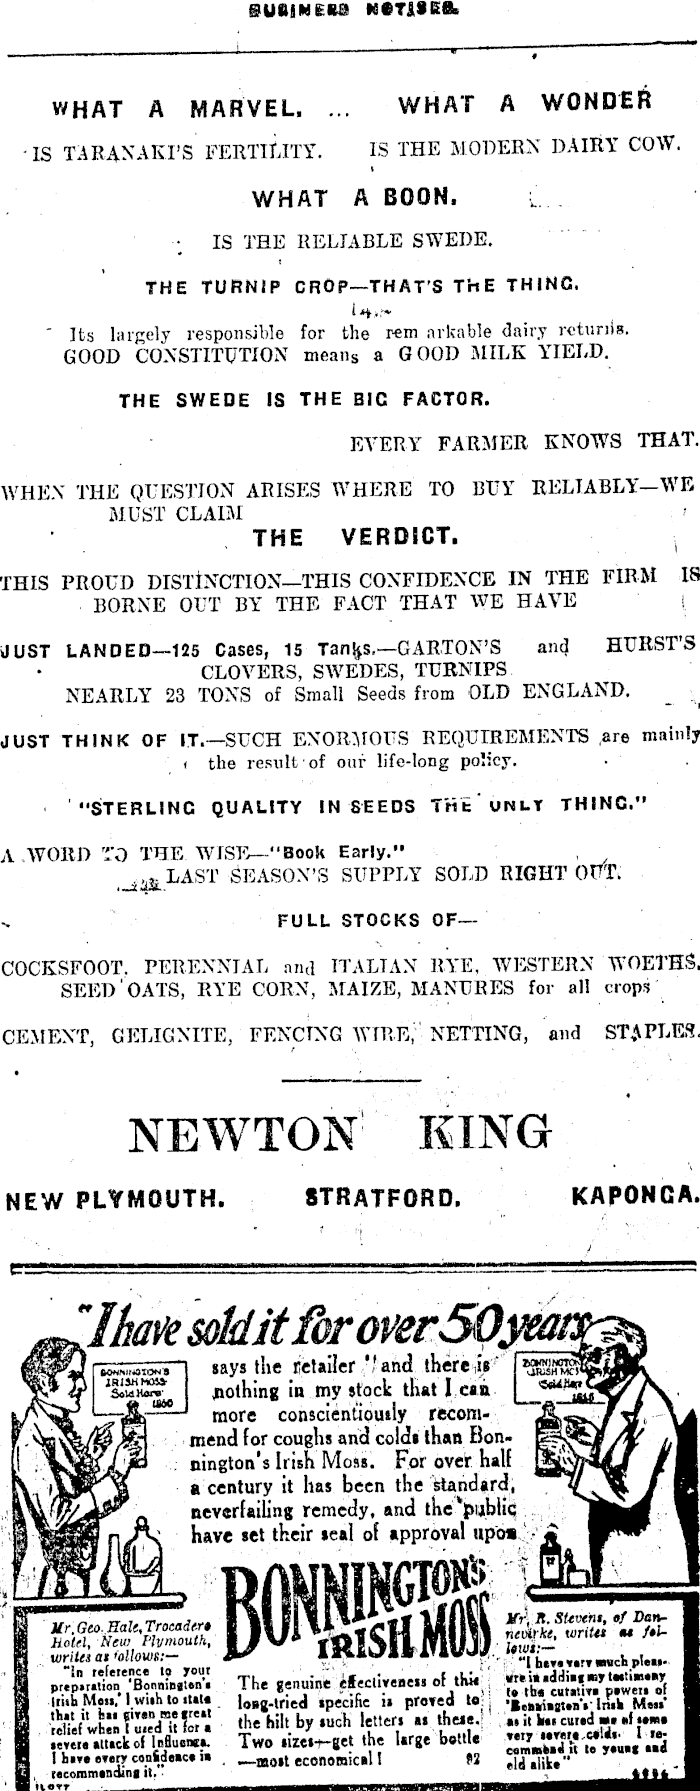 BUSINESS NOTICES.
WHAT A MARVEL. ... WHAT A WONDER
IS TARANAKI'S FERTILITY. IS THE MODERN DAIRY COW.
WHAT A BOON.
IS THE RELIABLE SWEDE.
THE TURNIP CROP—THAT'S THE THING.
Its largely responsible for the rem arkable dairy returns.
GOOD CONSTITUTION means a GOOD MILK YIELD.
THE SWEDE IS THE BIG FACTOR.
EVERY FARMER KNOWS THAT.
WHEN THE QUESTION ARISES WHERE TO BUY RELIABLY—WE
MUST CLAIM
THE VERDICT.
THIS PROUD DISTINCTION—THIS CONFIDENCE IN THE FIRM IS
BORNE OUT BY THE FACT THAT WE HAVE
JUST LANDED—125 Cases, 15 Tanks.—GARTON'S and HURST'S
CLOVERS, SWEDES, TURNIPS
NEARLY 23 TONS of Small Seeds from OLD ENGLAND.
JUST THINK OF IT.—SUCH ENORMOUS REQUIREMENTS are mainly
the result of our life-long policy.
"STERLING QUALITY IN SEEDS THE ONLY THING."
A WORD TO THE WISE—"Book Early."
LAST SEASON'S SUPPLY SOLD RIGHT OUT.
FULL STOCKS OF—
COCKSFOOT, PERENNIAL and ITALIAN RYE, WESTERN WOETHS,
SEED OATS, RYE CORN, MAIZE, MANURES for all crops
CEMENT, GELIGNITE, FENCING WIRE, NETTING, and STAPLES.
NEWTON KING
NEW PLYMOUTH. STRATFORD. KAPONGA.
"I have sold it for over 50 years
BONNINGTON'S
IRISH MOSS
Sold Here
1860
BONNINGTON
IRISH MO
Sold Here
says the retailer "and there is
nothing in my stock that I can
more conscientiously recom-
mend for coughs and colds than Bon-
nington's Irish Moss. For over half
a century it has been the standard,
neverfailing remedy, and the public
have set their seal of approval upon
BONNINGTON'S
IRISH MOSS
Mr. Geo. Hale, Trocadero
Hotel, New Plymouth,
writes as follows:—
"In reference to your
preparation 'Bonnington's
Irish Moss,' I wish to state
that it has given me great
relief when I used it for a
severe attack of Influenza.
I have every confidence in
recommending it."
ILOTT
The genuine effectiveness of this
long-tried specific is proved to
the hilt by such letters as these.
Two sizes—get the large bottle
—most economical! 92
Mr. R. Stevens, of Dan-
nevirke, writes as fol-
lows:—
"I have very much pleas-
ure in adding my testimony
to the curative powers of
'Bonnington's Irish Moss'
as it has cured me of some
very severe colds. I re-
commend it to young and
old alike"